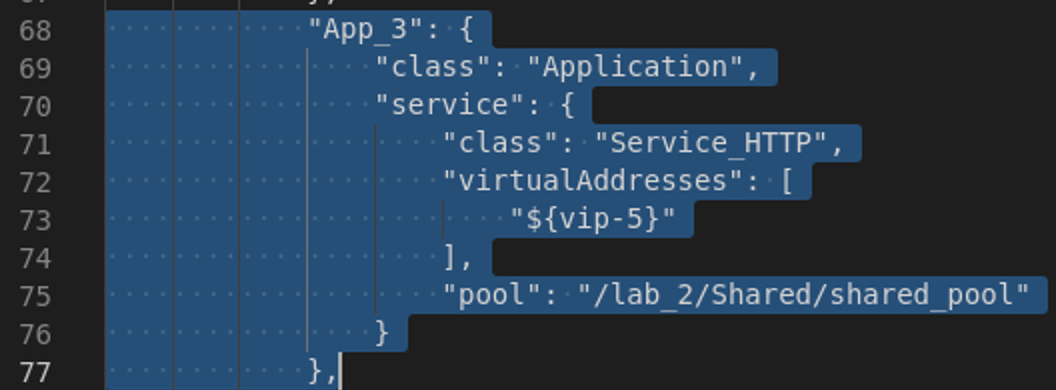 68 "App_3": {
69 "class": "Application",
70 "service": {
71 "class": "Service_HTTP",
72 "virtualAddresses": [
73 "${vip-5}"
74 ],
75 "pool": "/lab_2/Shared/shared_pool"
76 }
77 },